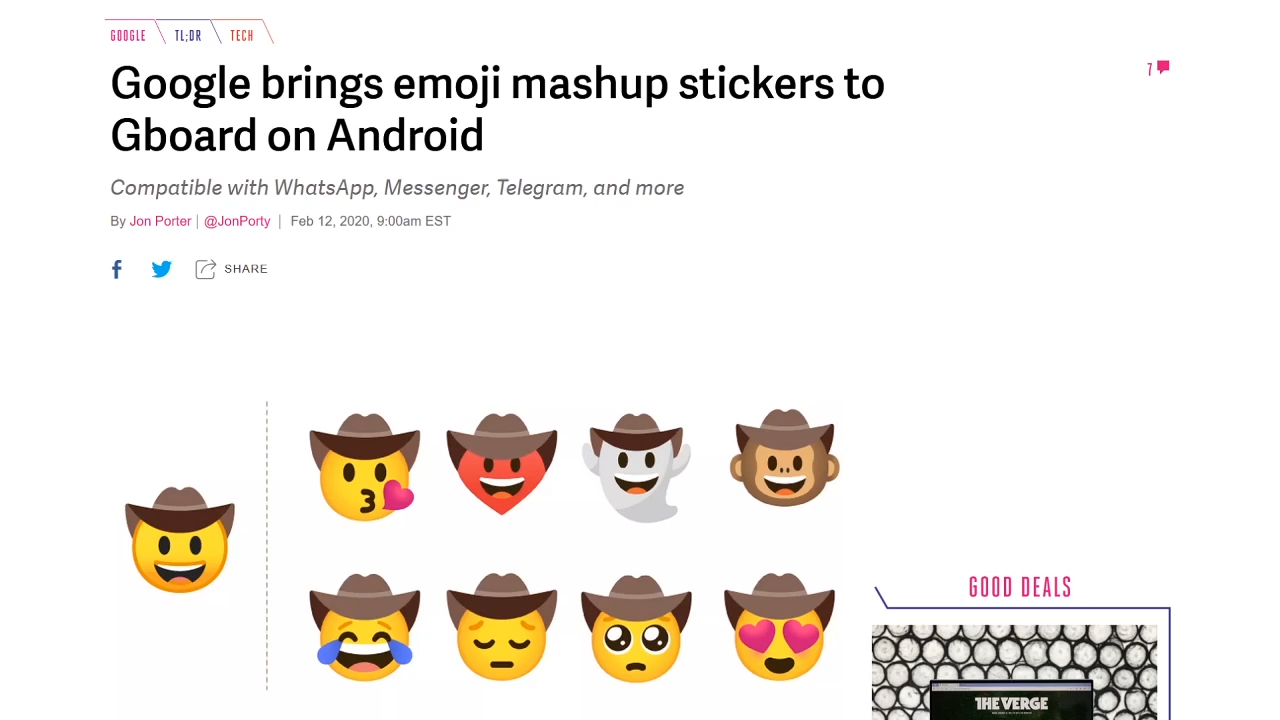 GOOGLE TL;DR TECH
Google brings emoji mashup stickers to
Gboard on Android
7
Compatible with WhatsApp, Messenger, Telegram, and more
By Jon Porter | @JonPorty | Feb 12, 2020, 9:00am EST
SHARE
GOOD DEALS
THE VERGE